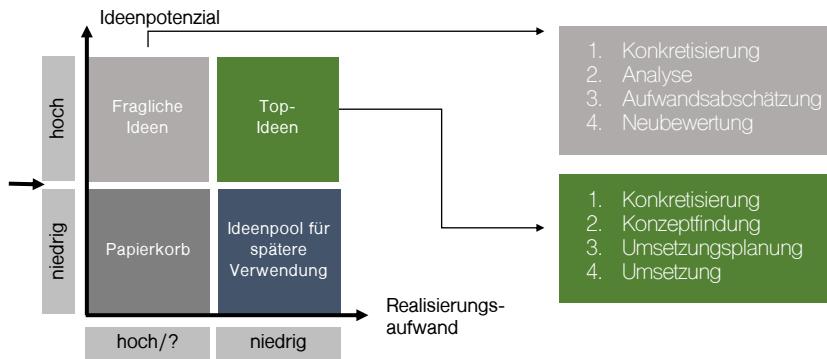 Ideenpotenzial
hoch
niedrig
Fragliche
Ideen
Top-
Ideen
Papierkorb
Ideenpool für
spätere
Verwendung
Realisierungs-
aufwand
hoch/?
niedrig
1. Konkretisierung
2. Analyse
3. Aufwandsabschätzung
4. Neubewertung
1. Konkretisierung
2. Konzeptfindung
3. Umsetzungsplanung
4. Umsetzung